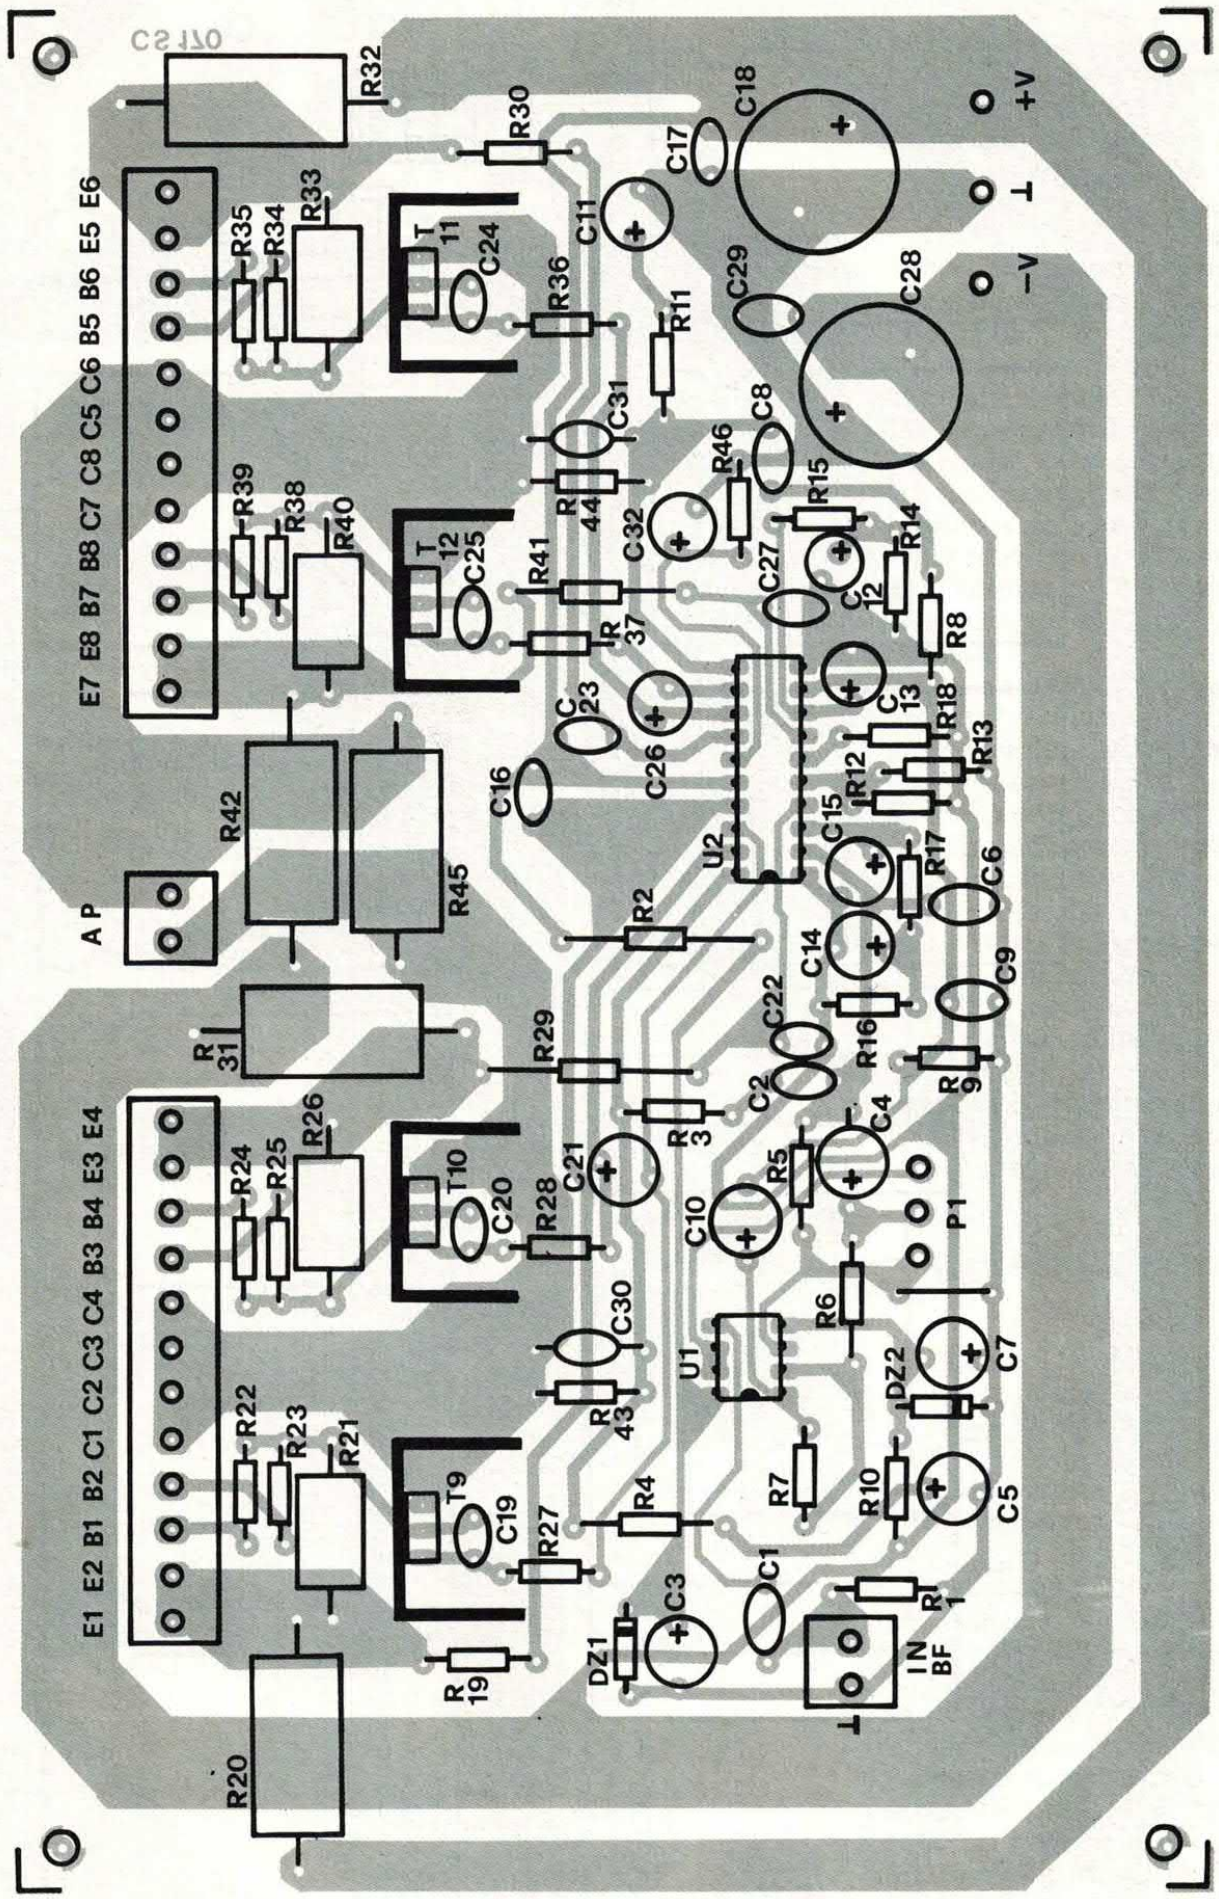 E1 E2 B1 B2 C1 C2 C3 C4 B3 B4 E3 E4
A P
E7 E8 B7 B8 C7 C8 C5 C6 B5 B6 E5 E6
CS 170
R20
R22
R23
R21
R24
R25
R26
R
31
R42
R45
R39
R38
R40
R35
R34
R33
R32
R
19
T9
C19
R27
T10
C20
R28
R29
C16
T
12
C25
R41
T
11
C24
R36
R30
DZ1
C3
R4
R
43
C30
C21
R
3
R2
C
23
C26
R
37
R
44
C31
C32
R11
C11
C17
C18
U1
C10
C1
R7
R5
C2
C22
U2
C27
R46
C8
R15
C29
C28
IN
BF
⊥
R
1
R10
C5
DZ2
C7
R6
P1
C4
R
9
R16
C9
C14
C15
R17
C6
R12
R13
R18
C
13
R8
C
12
R14
−V
⊥
+V